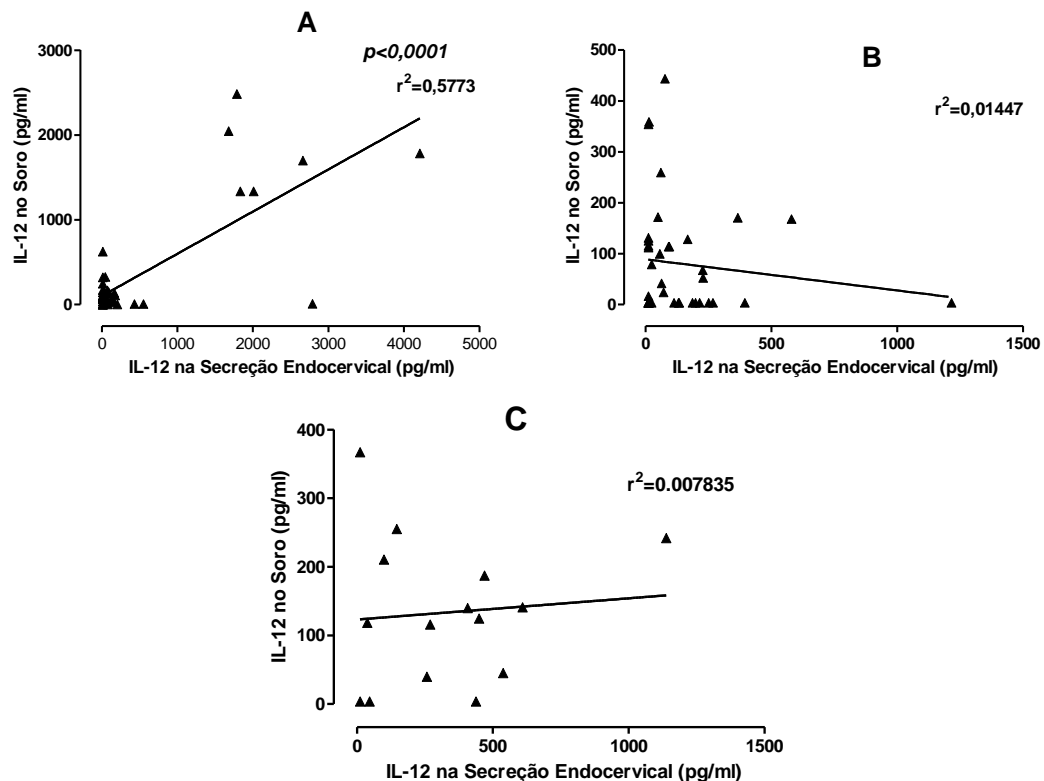 A
p<0,0001
r²=0,5773
3000
2000
1000
0
IL-12 no Soro (pg/ml)
0 1000 2000 3000 4000 5000
IL-12 na Secreção Endocervical (pg/ml)
B
r²=0,01447
500
400
300
200
100
0
IL-12 no Soro (pg/ml)
0 500 1000 1500
IL-12 na Secreção Endocervical (pg/ml)
C
r²=0.007835
400
300
200
100
0
IL-12 no Soro (pg/ml)
0 500 1000 1500
IL-12 na Secreção Endocervical (pg/ml)